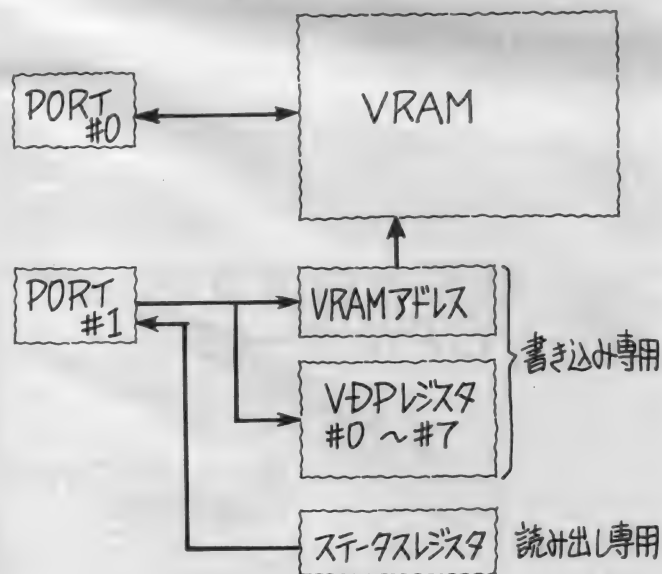 PORT
#0
VRAM
PORT
#1
VRAMアドレス
VDPレジスタ
#0 ～#7
書き込み専用
ステータスレジスタ
読み出し専用